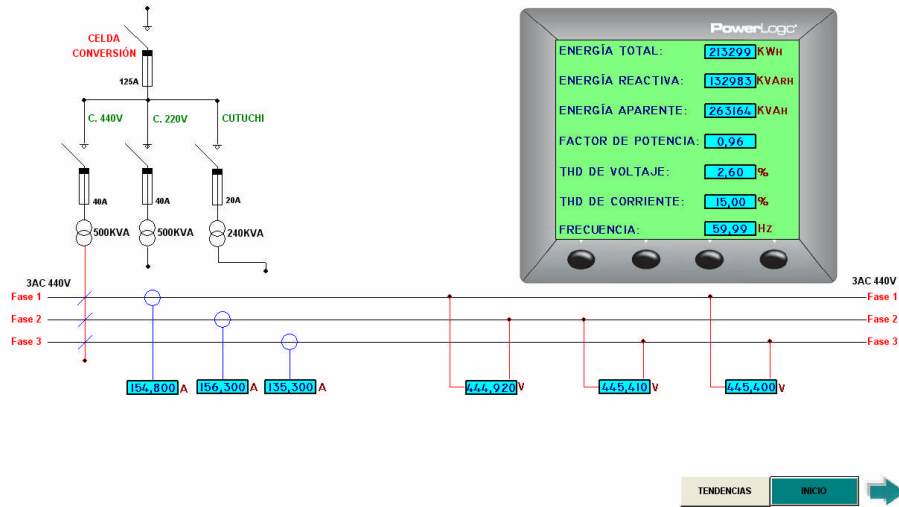 CELDA
CONVERSIÓN
125A
C. 440V
C. 220V
CUTUCHI
40A
40A
20A
500KVA
500KVA
240KVA
PowerLogic
ENERGÍA TOTAL: 213299 KWH
ENERGÍA REACTIVA: 132983 KVARH
ENERGÍA APARENTE: 263164 KVAH
FACTOR DE POTENCIA: 0,96
THD DE VOLTAJE: 2,60 %
THD DE CORRIENTE: 15,00 %
FRECUENCIA: 59,99 HZ
3AC 440V
3AC 440V
Fase 1
Fase 1
Fase 2
Fase 2
Fase 3
Fase 3
154,800 A
156,300 A
135,300 A
444,920 V
445,410 V
445,400 V
TENDENCIAS
INICIO